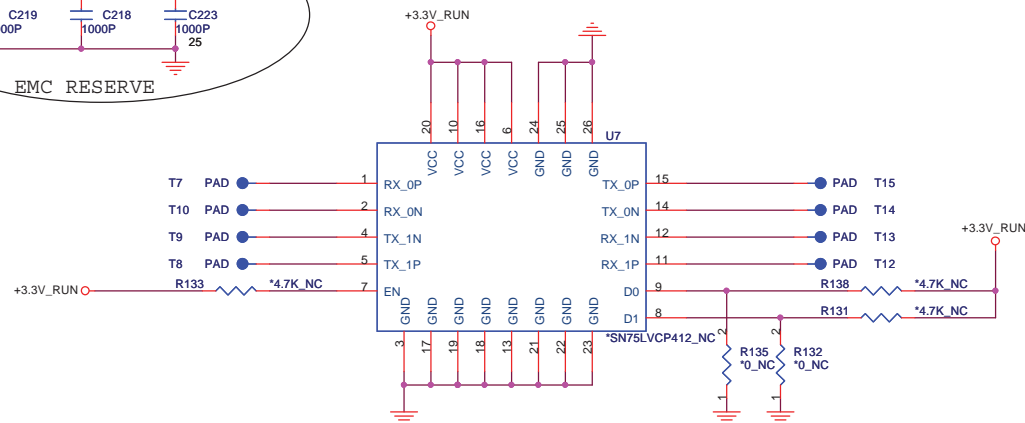 C219 C218 C223
00P 1000P 1000P
25
EMC RESERVE
+3.3V_RUN
20 10 16 6 24 25 26
U7
VCC VCC VCC VCC GND GND GND
T7 PAD 1 RX_0P TX_0P 15 PAD T15
T10 PAD 2 RX_0N TX_0N 14 PAD T14
T9 PAD 4 TX_1N RX_1N 12 PAD T13
T8 PAD 5 TX_1P RX_1P 11 PAD T12
+3.3V_RUN
+3.3V_RUN R133 *4.7K_NC 7 EN D0 9 R138 *4.7K_NC
D1 8 R131 *4.7K_NC
GND GND GND GND GND GND GND GND
*SN75LVCP412_NC
3 17 19 18 13 21 22 23
2 R135 2 R132
*0_NC *0_NC
1 1